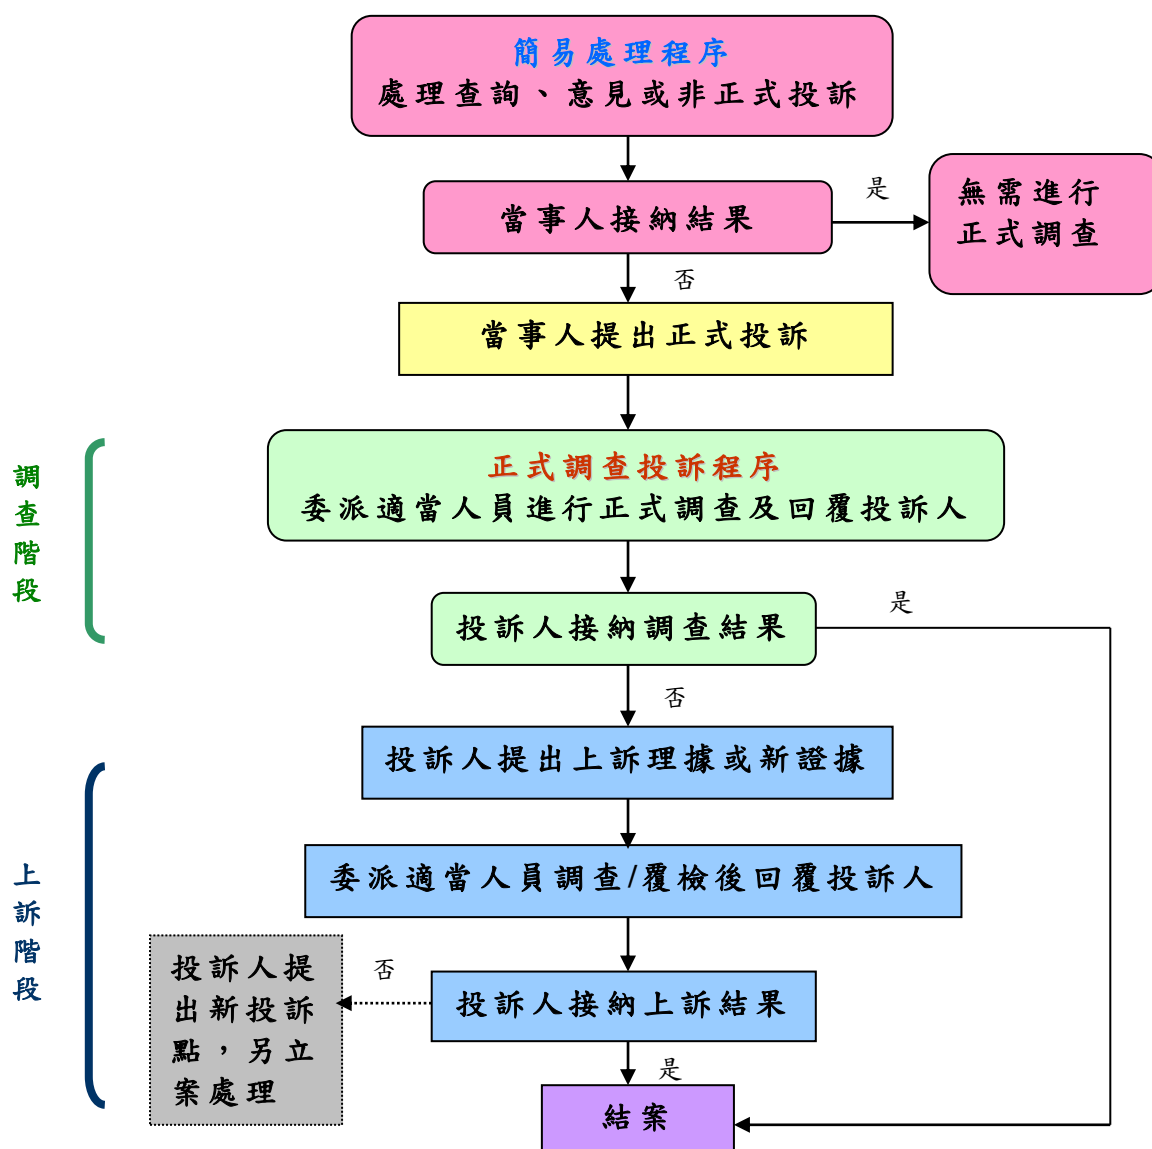 簡易處理程序
處理查詢、意見或非正式投訴
當事人接納結果
是
無需進行
正式調查
否
當事人提出正式投訴
調查階段
正式調查投訴程序
委派適當人員進行正式調查及回覆投訴人
投訴人接納調查結果
是
否
投訴人提出上訴理據或新證據
上訴階段
委派適當人員調查/覆檢後回覆投訴人
投訴人接納上訴結果
否
投訴人提
出新投訴
點，另立
案處理
是
結案